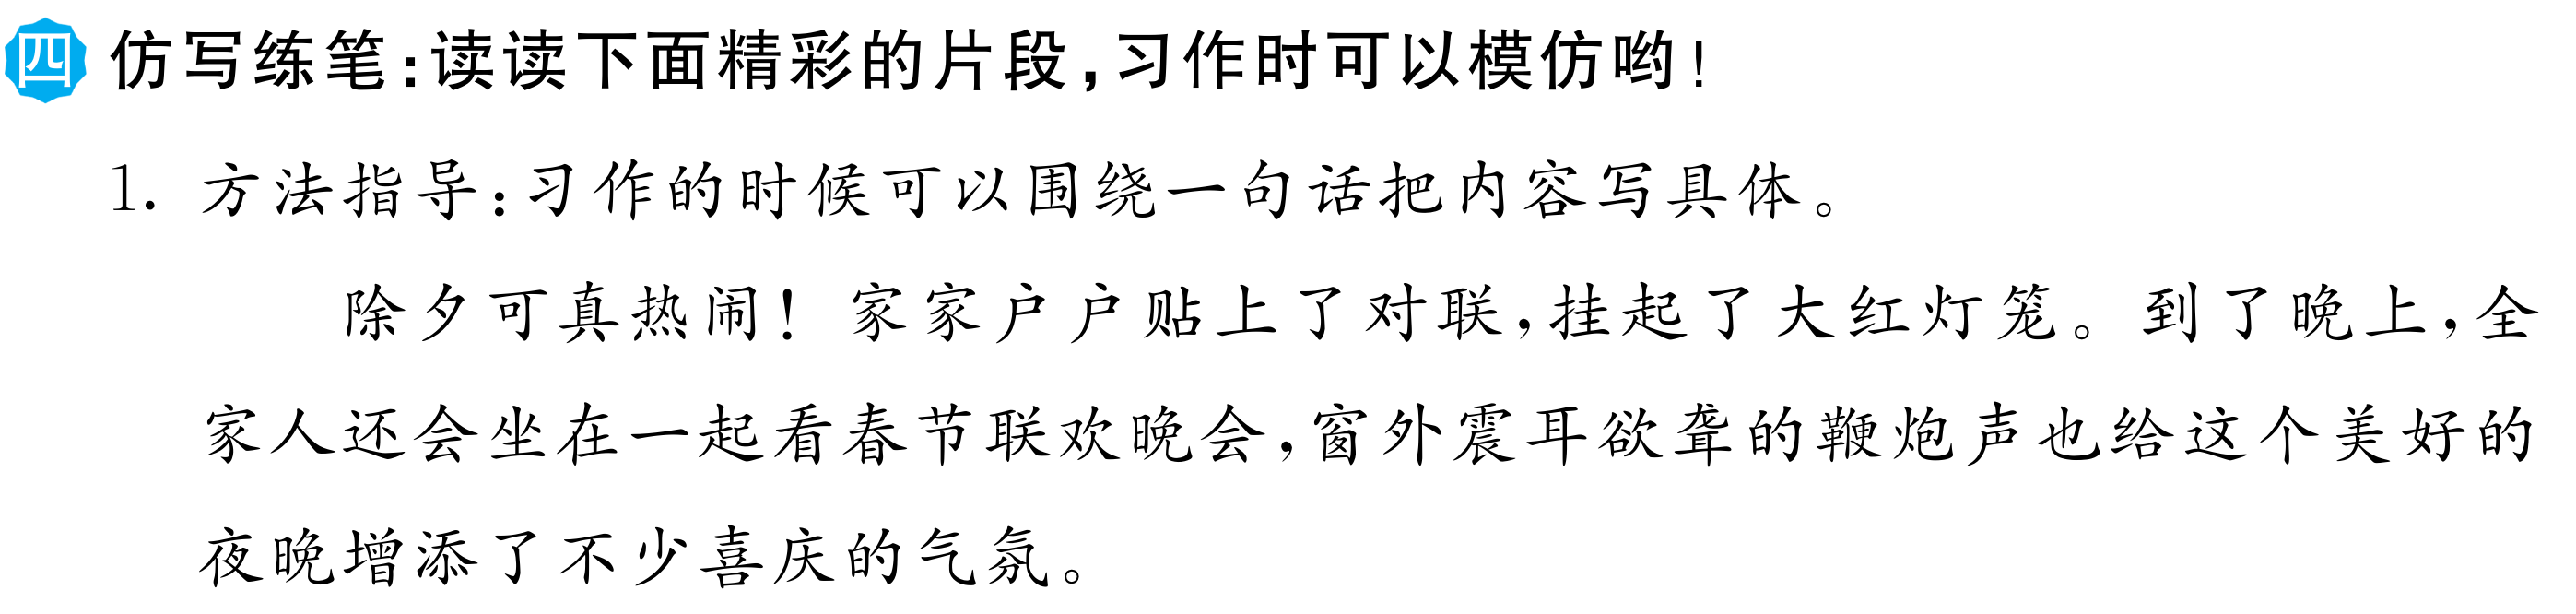 四 仿写练笔:读读下面精彩的片段,习作时可以模仿哟!
1. 方法指导:习作的时候可以围绕一句话把内容写具体。
除夕可真热闹! 家家户户贴上了对联,挂起了大红灯笼。到了晚上,全
家人还会坐在一起看春节联欢晚会,窗外震耳欲聋的鞭炮声也给这个美好的
夜晚增添了不少喜庆的气氛。